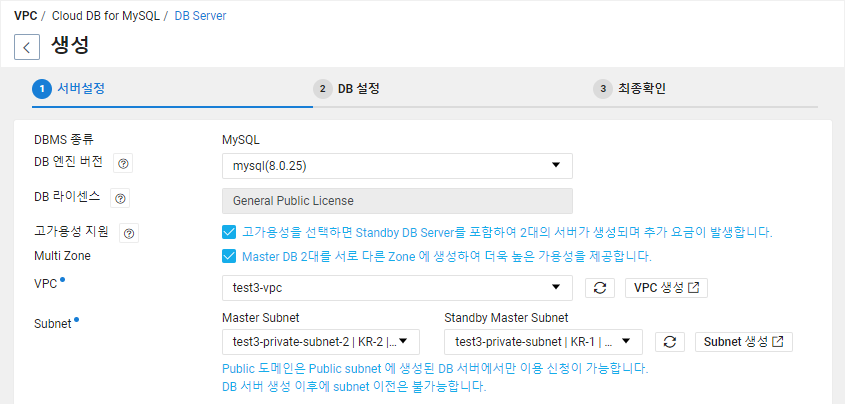 VPC / Cloud DB for MySQL / DB Server
생성
1 서버설정 2 DB 설정 3 최종확인
DBMS 종류 MySQL
DB 엔진 버전 mysql(8.0.25)
DB 라이센스 General Public License
고가용성 지원 고가용성을 선택하면 Standby DB Server를 포함하여 2대의 서버가 생성되며 추가 요금이 발생합니다.
Multi Zone Master DB 2대를 서로 다른 Zone 에 생성하여 더욱 높은 가용성을 제공합니다.
VPC test3-vpc VPC 생성
Subnet Master Subnet Standby Master Subnet
test3-private-subnet-2 | KR-2 |... test3-private-subnet | KR-1 | ... Subnet 생성
Public 도메인은 Public subnet 에 생성된 DB 서버에서만 이용 신청이 가능합니다.
DB 서버 생성 이후에 subnet 이전은 불가능합니다.